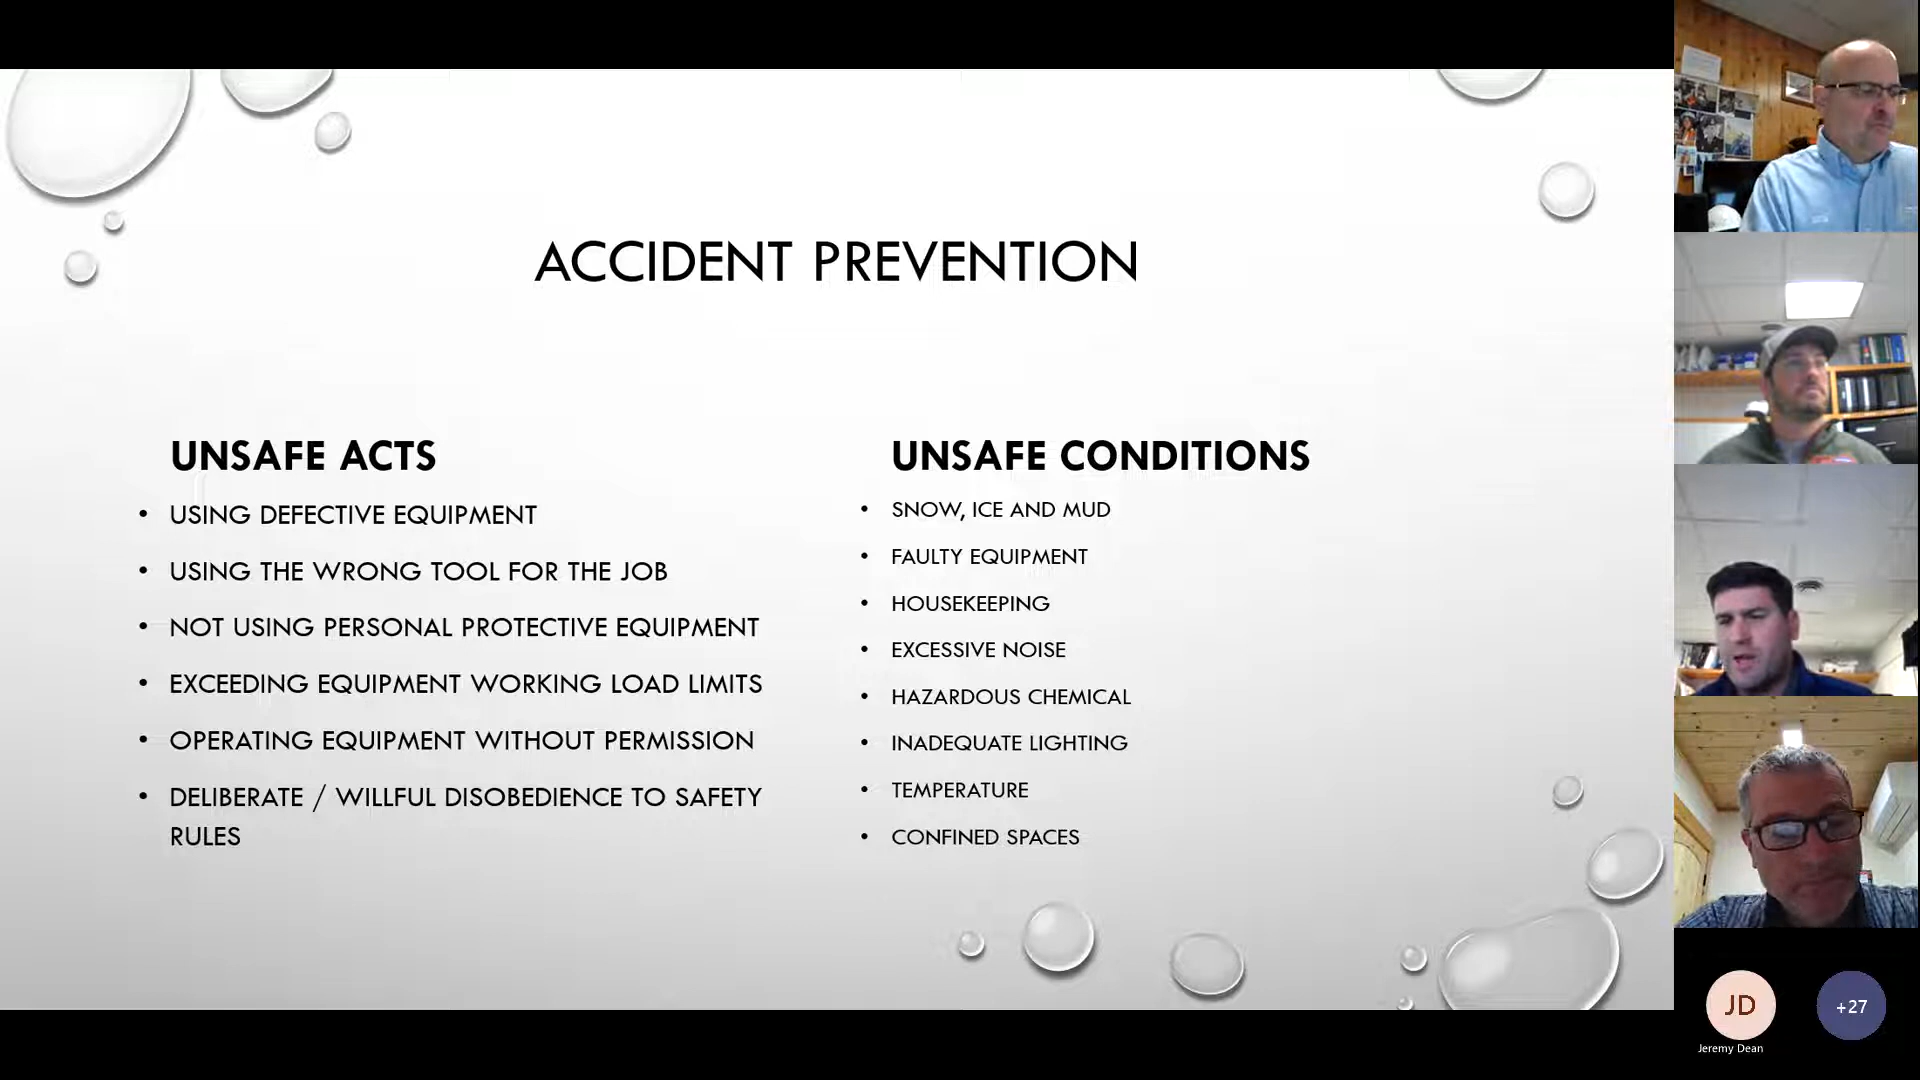 ACCIDENT PREVENTION
UNSAFE ACTS
• USING DEFECTIVE EQUIPMENT
• USING THE WRONG TOOL FOR THE JOB
• NOT USING PERSONAL PROTECTIVE EQUIPMENT
• EXCEEDING EQUIPMENT WORKING LOAD LIMITS
• OPERATING EQUIPMENT WITHOUT PERMISSION
• DELIBERATE / WILLFUL DISOBEDIENCE TO SAFETY
RULES
UNSAFE CONDITIONS
• SNOW, ICE AND MUD
• FAULTY EQUIPMENT
• HOUSEKEEPING
• EXCESSIVE NOISE
• HAZARDOUS CHEMICAL
• INADEQUATE LIGHTING
• TEMPERATURE
• CONFINED SPACES
JD
+27
Jeremy Dean